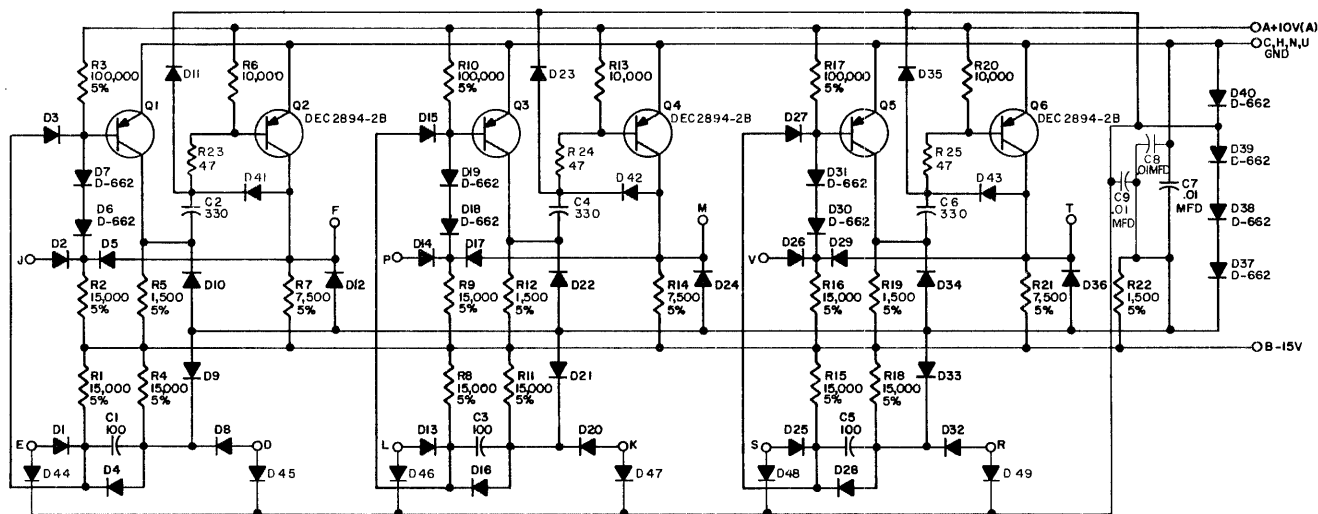 A+10V(A)
C,H,N,U
GND
R3
100,000
5%
D11
R6
10,000
R10
100,000
5%
D23
R13
10,000
R17
100,000
5%
D35
R20
10,000
D3
Q1
Q2
DEC2894-2B
D15
Q3
Q4
DEC2894-2B
D27
Q5
Q6
DEC2894-2B
D40
D-662
D7
D-662
R23
47
D41
D19
D-662
R24
47
D42
D31
D-662
R25
47
D43
C8
.01MFD
D39
D-662
C9
.01
MFD
C7
.01
MFD
D6
D-662
C2
330
F
D18
D-662
C4
330
M
D30
D-662
C6
330
T
D38
D-662
J
D2
D5
P
D14
D17
V
D26
D29
D37
D-662
R2
15,000
5%
R5
1,500
5%
D10
R7
7,500
5%
D12
R9
15,000
5%
R12
1,500
5%
D22
R14
7,500
5%
D24
R16
15,000
5%
R19
1,500
5%
D34
R21
7,500
5%
D36
R22
1,500
5%
B-15V
R1
15,000
5%
R4
15,000
5%
D9
R8
15,000
5%
R11
15,000
5%
D21
R15
15,000
5%
R18
15,000
5%
D33
E
D1
C1
100
D8
D
L
D13
C3
100
D20
K
S
D25
C5
100
D32
R
D44
D4
D45
D46
D16
D47
D48
D28
D49